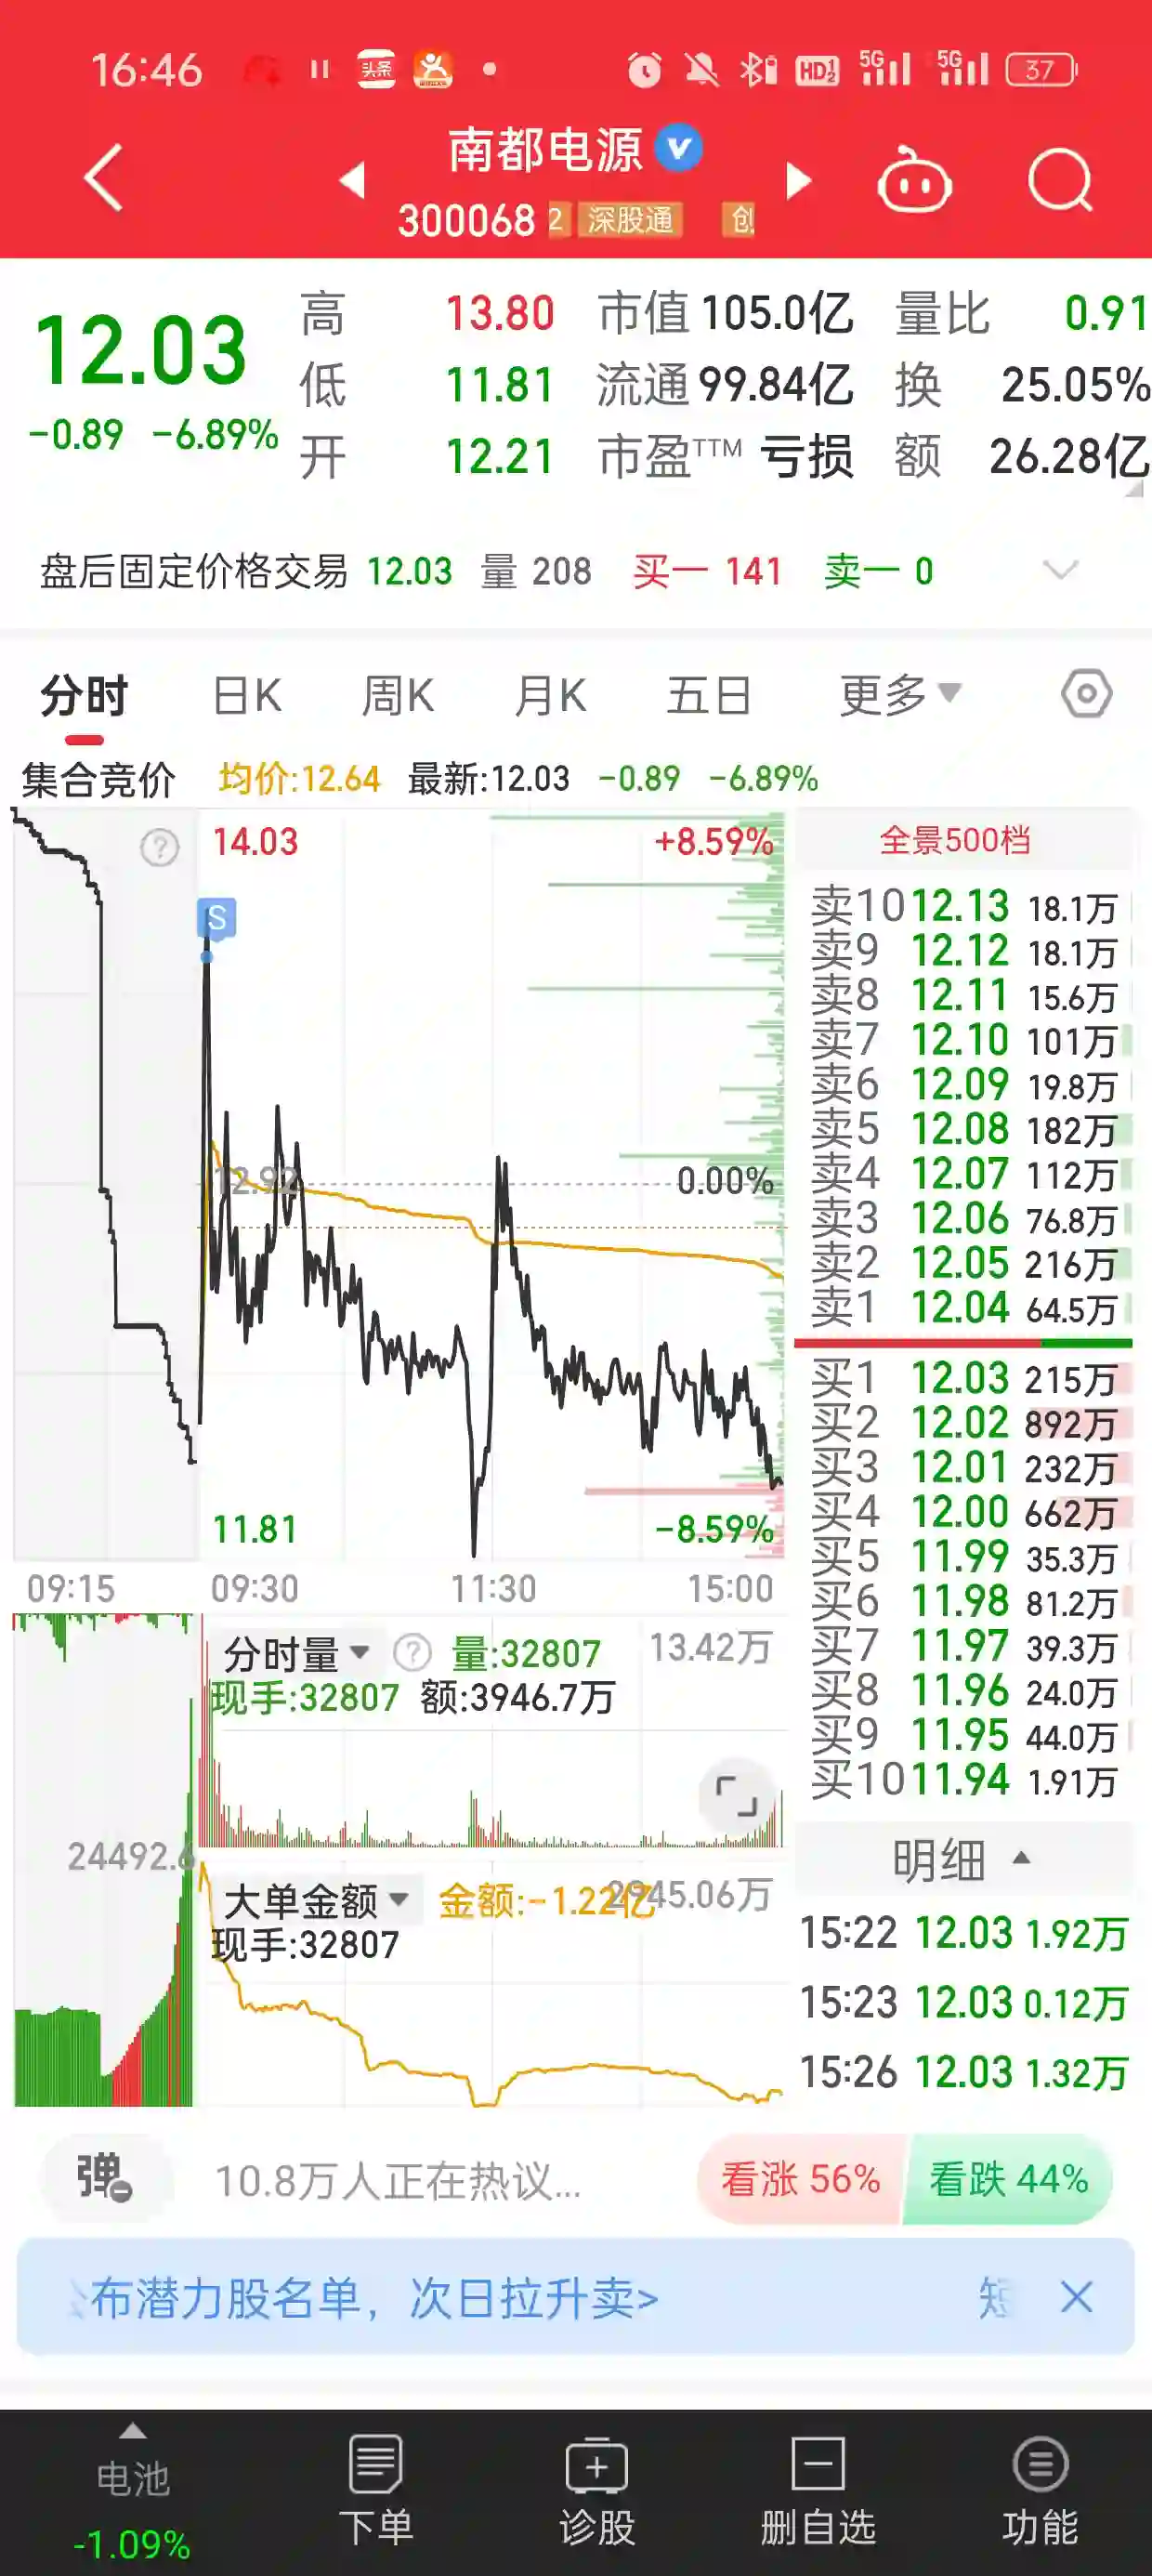 16:46 头条 HD 5G 5G 37
南都电源
300068 2 深股通 创
12.03 高 13.80 市值 105.0亿 量比 0.91
低 11.81 流通 99.84亿 换 25.05%
-0.89 -6.89% 开 12.21 市盈TTM 亏损 额 26.28亿
盘后固定价格交易 12.03 量 208 买一 141 卖一 0
分时 日K 周K 月K 五日 更多
集合竞价 均价:12.64 最新:12.03 -0.89 -6.89%
14.03 +8.59%
S
12.92 0.00%
11.81 -8.59%
09:15 09:30 11:30 15:00
全景500档
卖10 12.13 18.1万
卖9 12.12 18.1万
卖8 12.11 15.6万
卖7 12.10 101万
卖6 12.09 19.8万
卖5 12.08 182万
卖4 12.07 112万
卖3 12.06 76.8万
卖2 12.05 216万
卖1 12.04 64.5万
买1 12.03 215万
买2 12.02 892万
买3 12.01 232万
买4 12.00 662万
买5 11.99 35.3万
买6 11.98 81.2万
买7 11.97 39.3万
买8 11.96 24.0万
买9 11.95 44.0万
买10 11.94 1.91万
分时量 ? 量:32807 13.42万
现手:32807 额:3946.7万
24492.6
大单金额 金额:-1.22亿 2945.06万
现手:32807
明细
15:22 12.03 1.92万
15:23 12.03 0.12万
15:26 12.03 1.32万
弹 10.8万人正在热议... 看涨 56% 看跌 44%
布潜力股名单，次日拉升卖> 短
电池
-1.09%
下单 诊股 删自选 功能